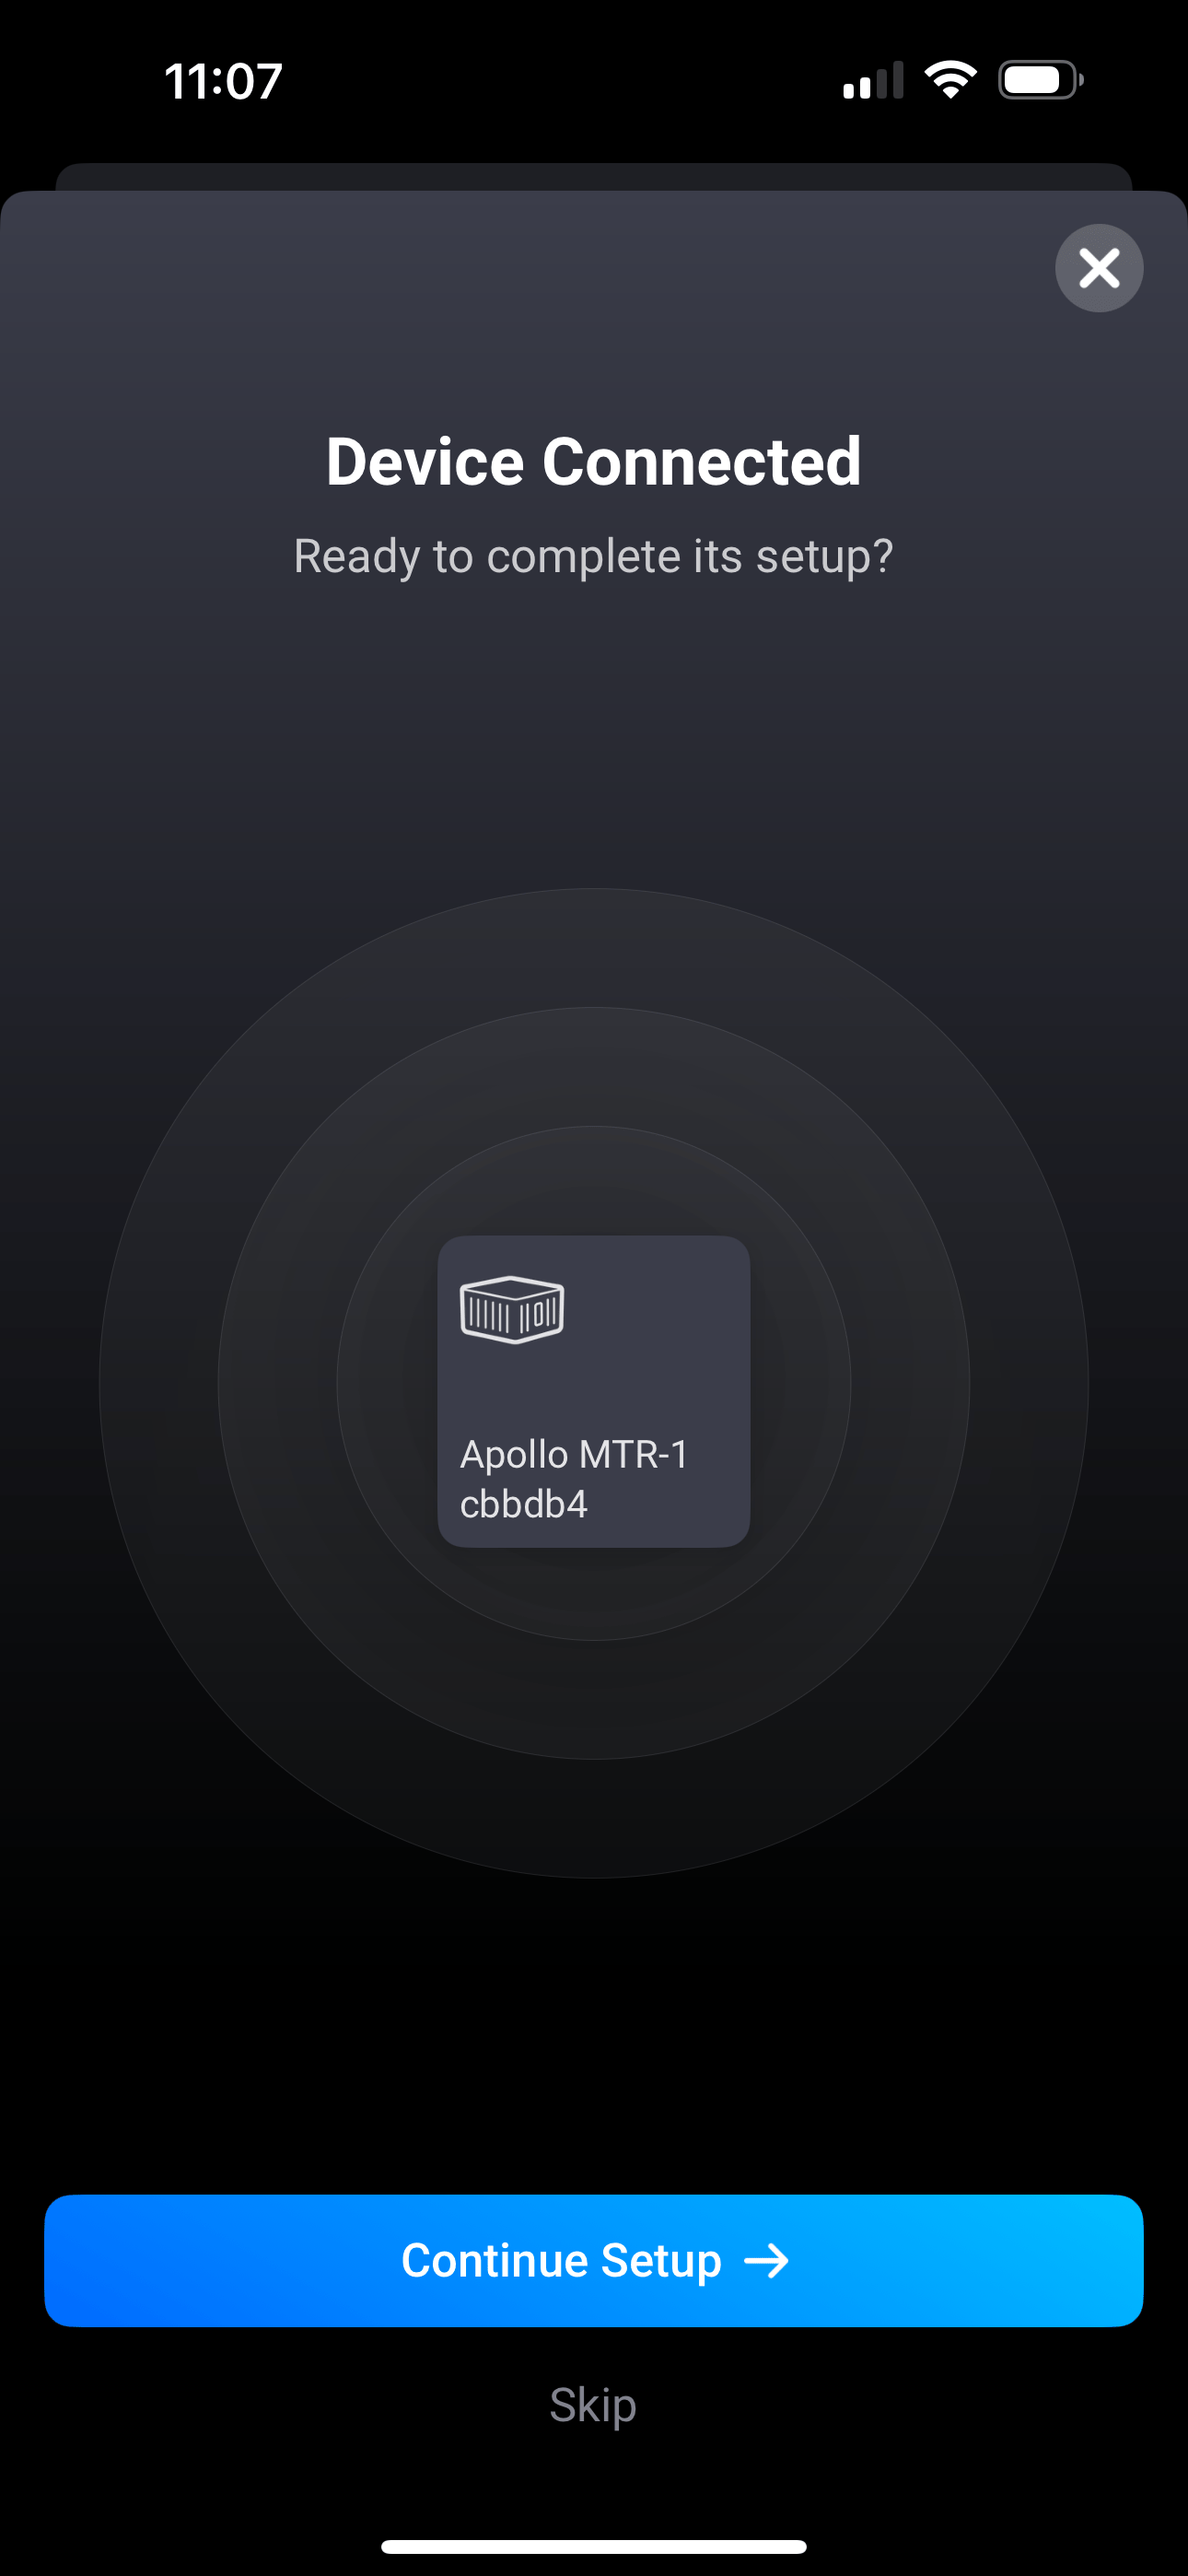 11:07
Device Connected
Ready to complete its setup?
Apollo MTR-1
cbbdb4
Continue Setup
Skip